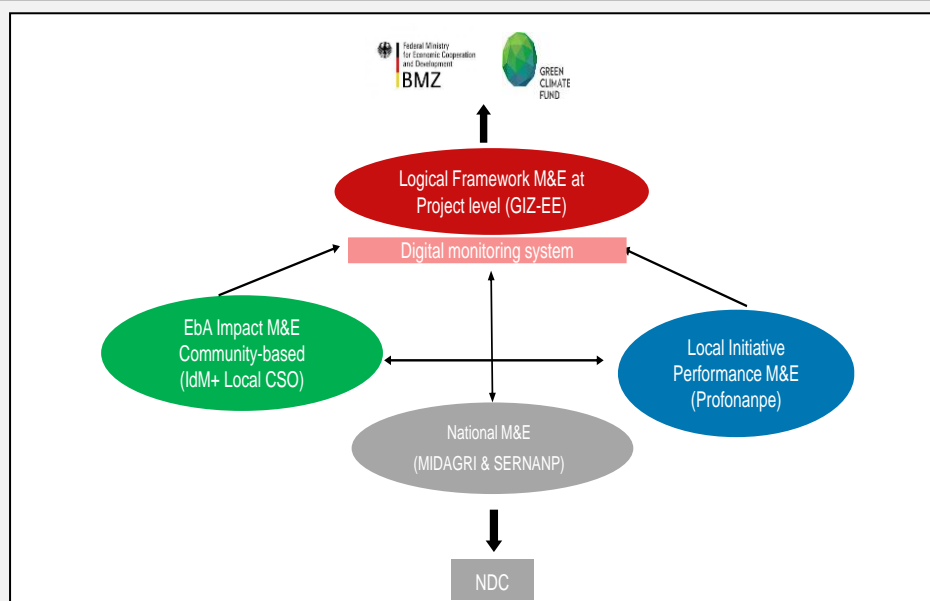 Federal Ministry
for Economic Cooperation
and Development
BMZ
GREEN
CLIMATE
FUND
Logical Framework M&E at
Project level (GIZ-EE)
Digital monitoring system
EbA Impact M&E
Community-based
(IdM+ Local CSO)
Local Initiative
Performance M&E
(Profonanpe)
National M&E
(MIDAGRI & SERNANP)
NDC